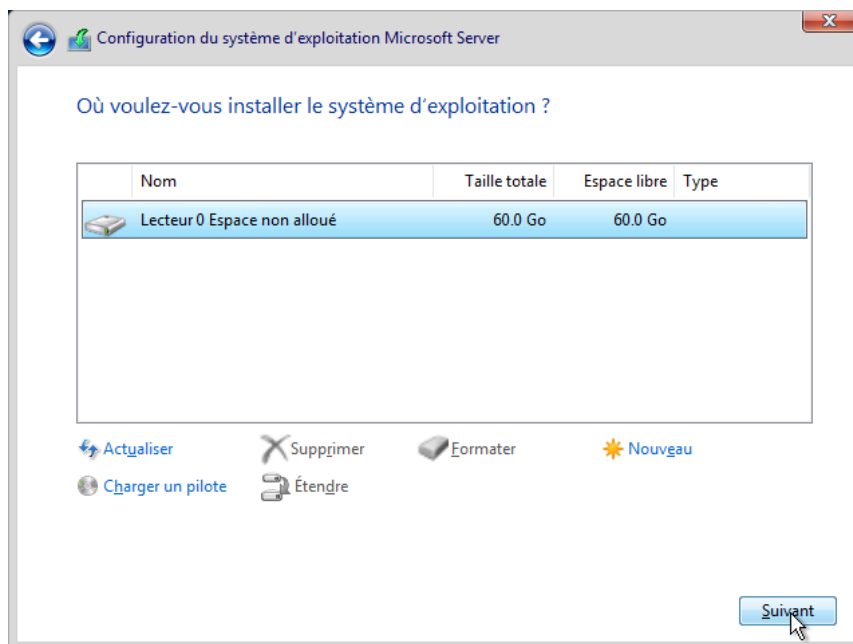 Configuration du système d'exploitation Microsoft Server
Où voulez-vous installer le système d'exploitation ?
Nom Taille totale Espace libre Type
Lecteur 0 Espace non alloué 60.0 Go 60.0 Go
Actualiser Supprimer Formater Nouveau
Charger un pilote Étendre
Suivant